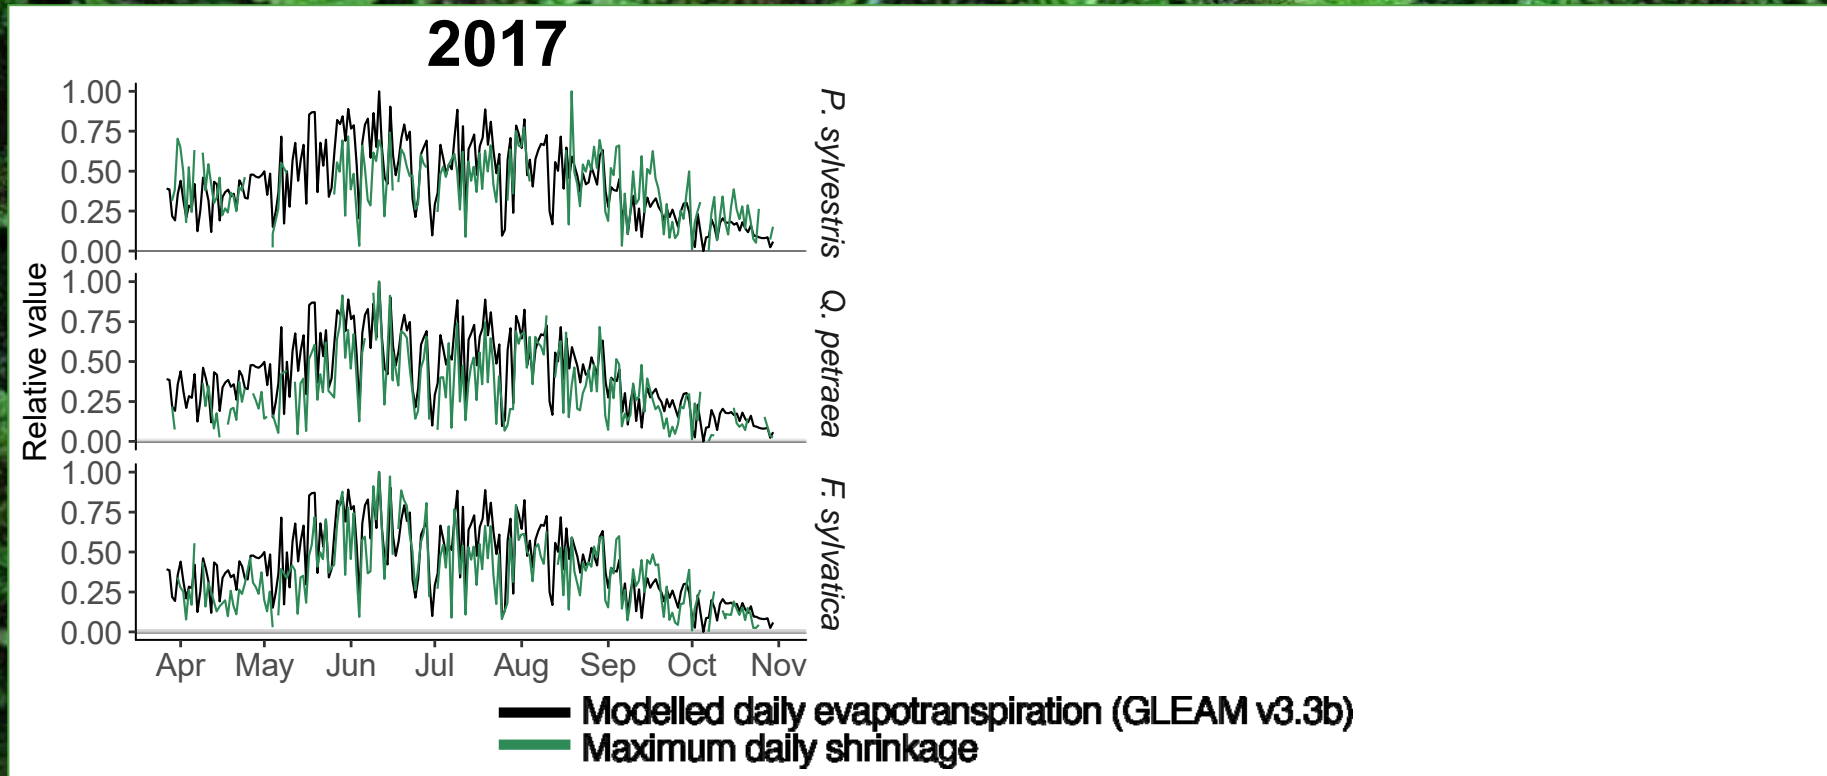 2017
Relative value
1.00
0.75
0.50
0.25
0.00
P. sylvestris
1.00
0.75
0.50
0.25
0.00
Q. petraea
1.00
0.75
0.50
0.25
0.00
F. sylvatica
Apr May Jun Jul Aug Sep Oct Nov
Modelled daily evapotranspiration (GLEAM v3.3b)
Maximum daily shrinkage